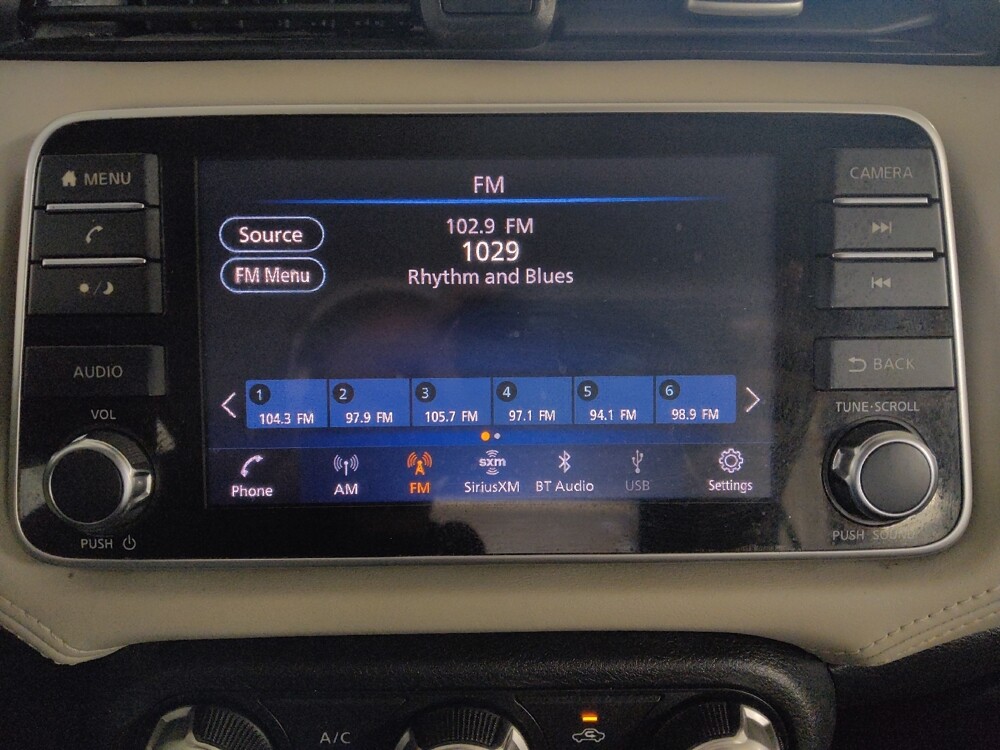 MENU
AUDIO
VOL
PUSH
FM
Source
FM Menu
102.9 FM
1029
Rhythm and Blues
1 104.3 FM
2 97.9 FM
3 105.7 FM
4 97.1 FM
5 94.1 FM
6 98.9 FM
Phone
AM
FM
sxm
SiriusXM
BT Audio
USB
Settings
CAMERA
BACK
TUNE·SCROLL
PUSH SOUND
A/C